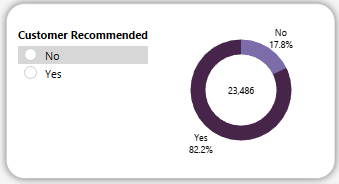 Customer Recommended
No
Yes
No
17.8%
23,486
Yes
82.2%